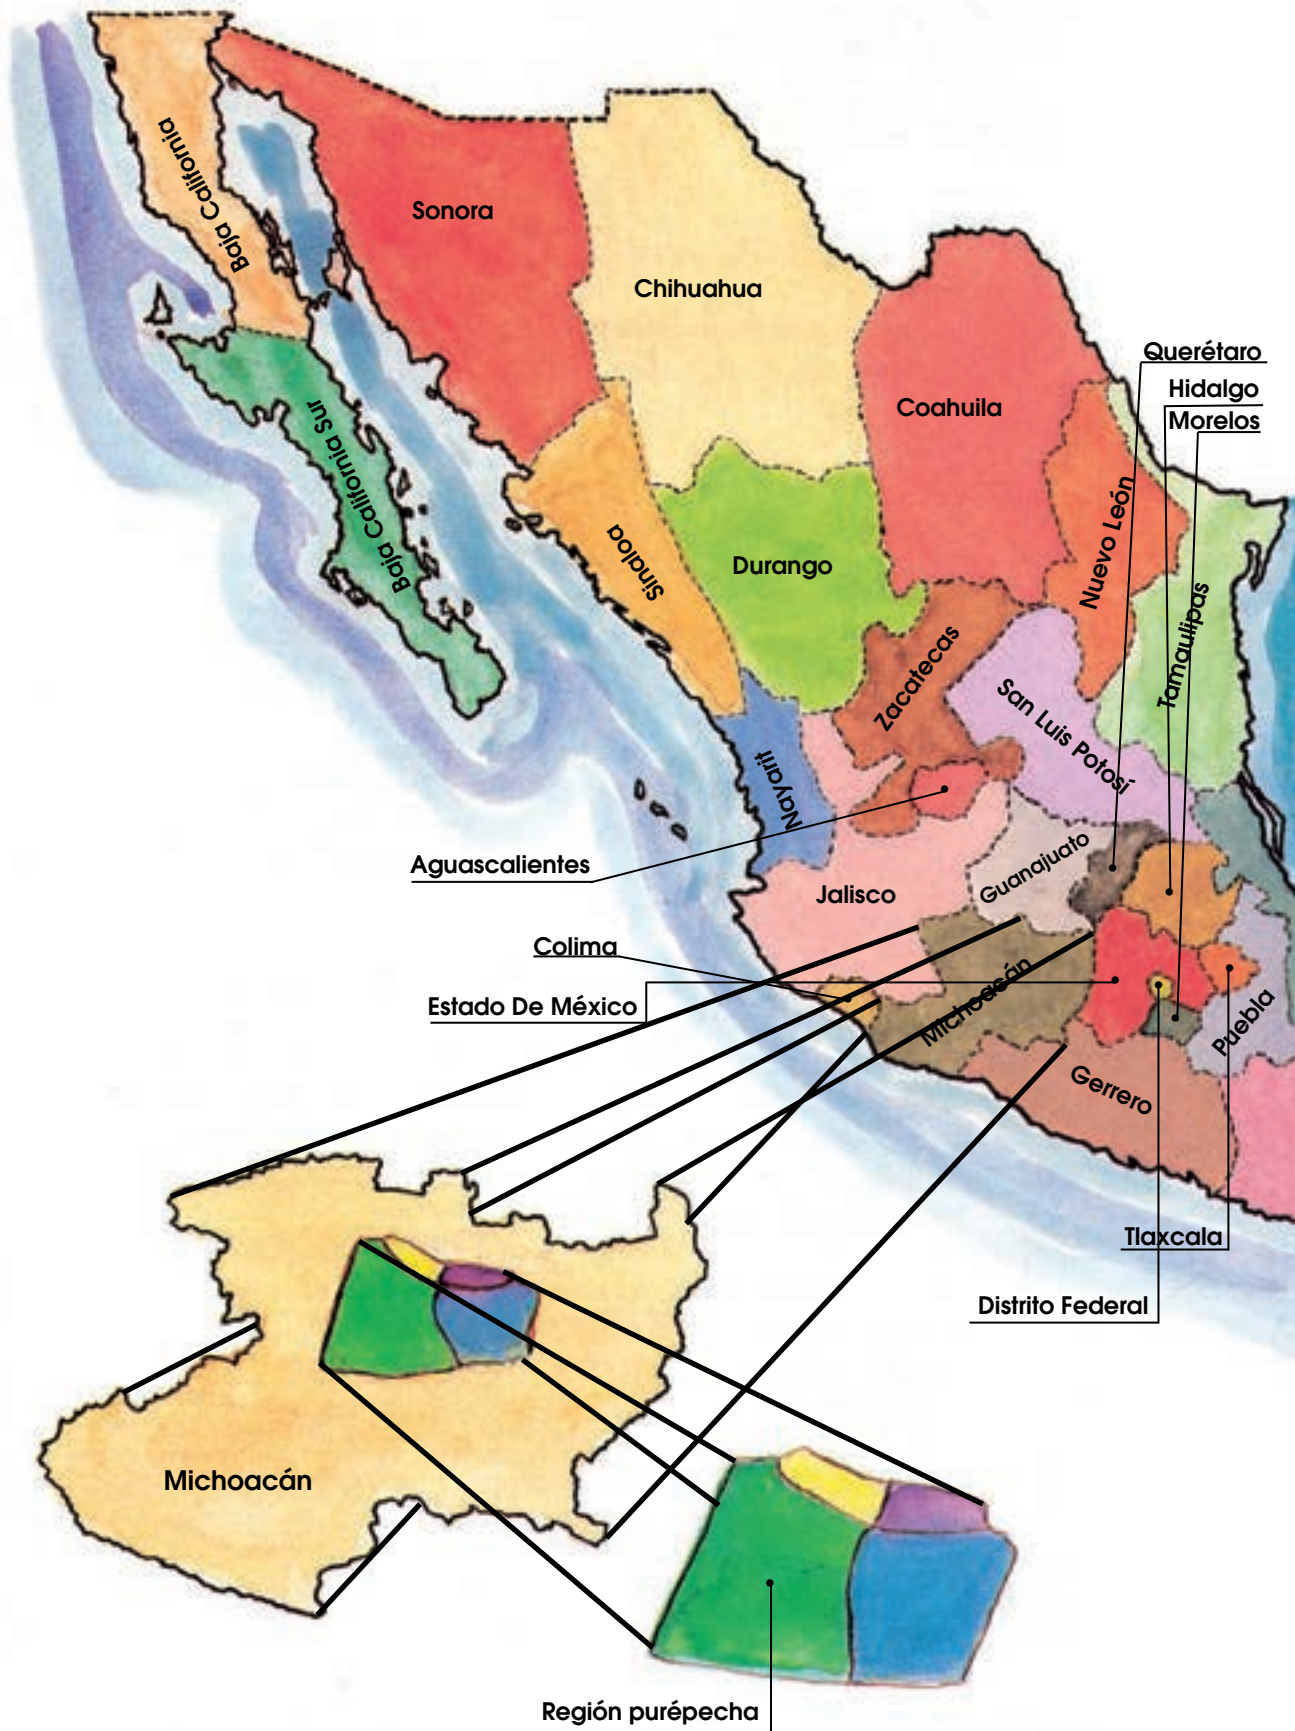 Baja California
Sonora
Chihuahua
Coahuila
Querétaro
Hidalgo
Morelos
Baja California Sur
Sinaloa
Durango
Nuevo León
Tamaulipas
Zacatecas
San Luis Potosí
Nayarit
Aguascalientes
Jalisco
Guanajuato
Colima
Estado De México
Michoacán
Puebla
Gerrero
Tlaxcala
Distrito Federal
Michoacán
Región purépecha